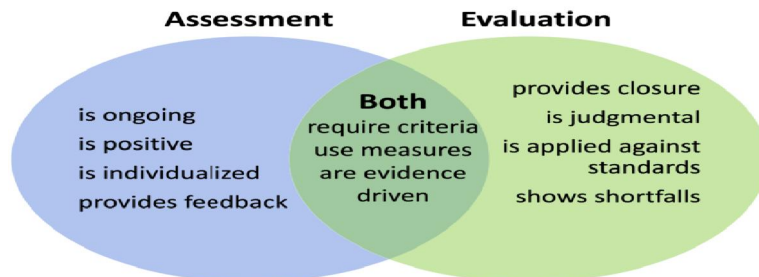 Assessment
Evaluation
is ongoing
is positive
is individualized
provides feedback
Both
require criteria
use measures
are evidence
driven
provides closure
is judgmental
is applied against
standards
shows shortfalls